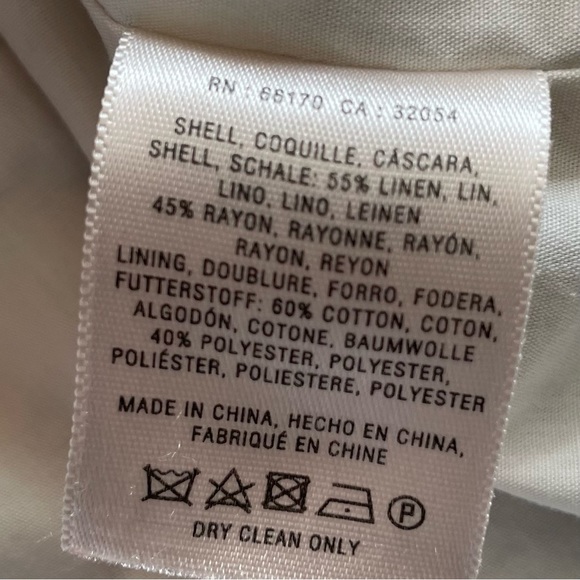 RN : 66170 CA : 32054
SHELL, COQUILLE, CÁSCARA,
SHELL, SCHALE: 55% LINEN, LIN,
LINO, LINO, LEINEN
45% RAYON, RAYONNE, RAYÓN,
RAYON, REYON
LINING, DOUBLURE, FORRO, FODERA,
FUTTERSTOFF: 60% COTTON, COTON,
ALGODÓN, COTONE, BAUMWOLLE
40% POLYESTER, POLYESTER,
POLIÉSTER, POLIESTERE, POLYESTER
MADE IN CHINA, HECHO EN CHINA,
FABRIQUÉ EN CHINE
P
DRY CLEAN ONLY